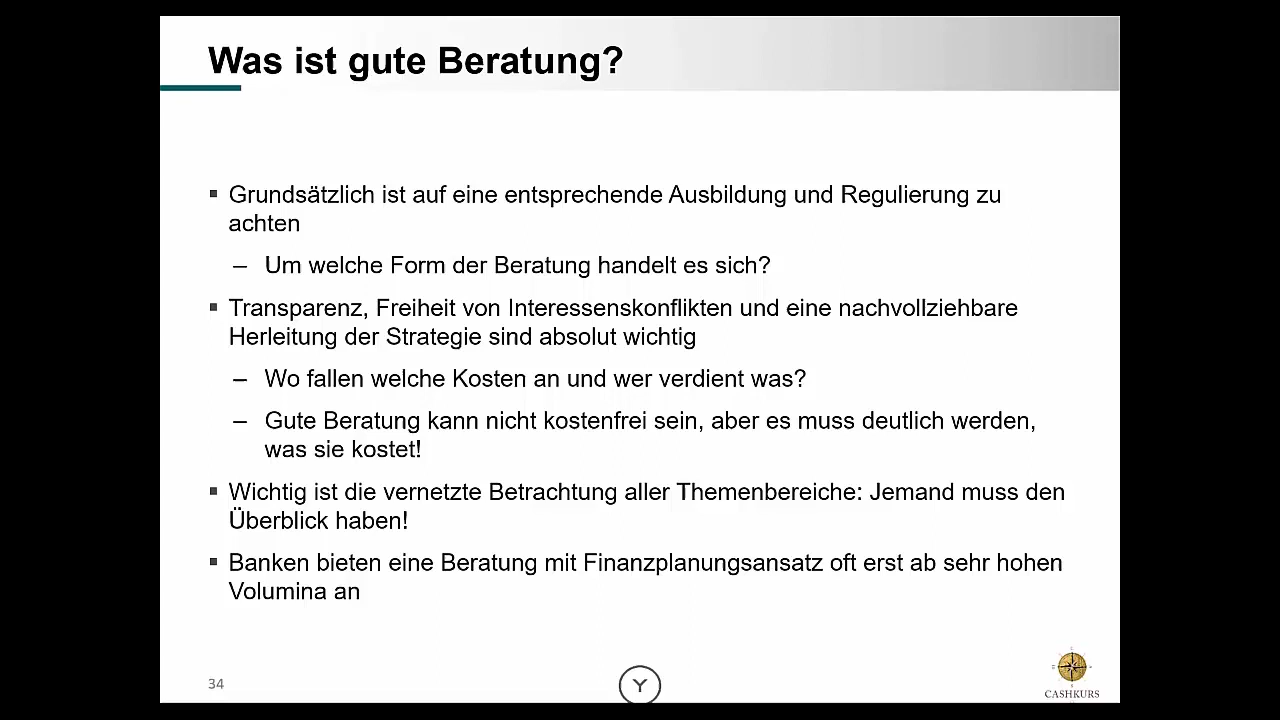 Was ist gute Beratung?
▪ Grundsätzlich ist auf eine entsprechende Ausbildung und Regulierung zu
achten
– Um welche Form der Beratung handelt es sich?
▪ Transparenz, Freiheit von Interessenskonflikten und eine nachvollziehbare
Herleitung der Strategie sind absolut wichtig
– Wo fallen welche Kosten an und wer verdient was?
– Gute Beratung kann nicht kostenfrei sein, aber es muss deutlich werden,
was sie kostet!
▪ Wichtig ist die vernetzte Betrachtung aller Themenbereiche: Jemand muss den
Überblick haben!
▪ Banken bieten eine Beratung mit Finanzplanungsansatz oft erst ab sehr hohen
Volumina an
34
Y
CASHKURS